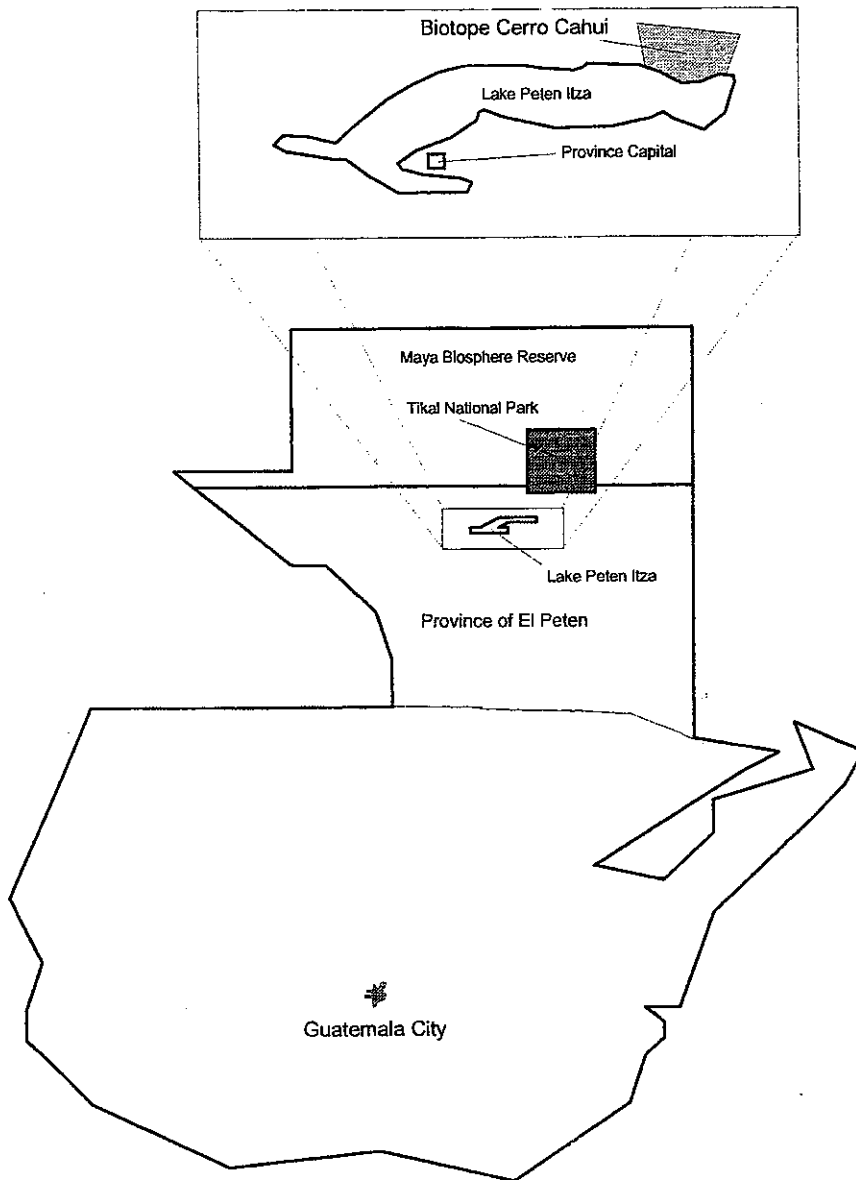 Biotope Cerro Cahui
Lake Peten Itza
Province Capital
Maya Biosphere Reserve
Tikal National Park
Lake Peten Itza
Province of El Peten
Guatemala City